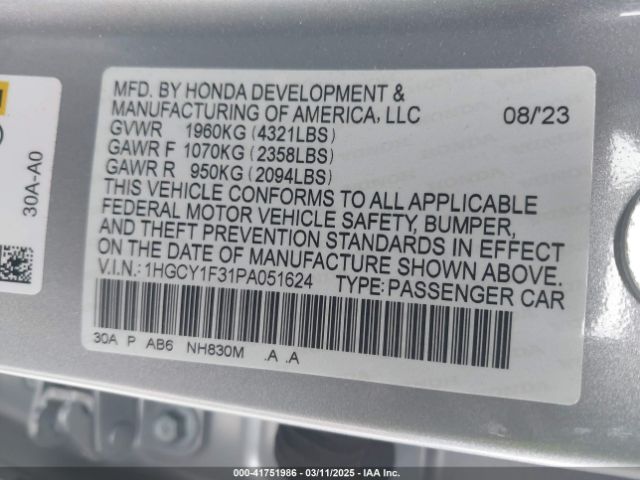 MFD. BY HONDA DEVELOPMENT &
MANUFACTURING OF AMERICA, LLC 08/'23
GVWR 1960KG (4321LBS)
GAWR F 1070KG (2358LBS)
GAWR R 950KG (2094LBS)
THIS VEHICLE CONFORMS TO ALL APPLICABLE
FEDERAL MOTOR VEHICLE SAFETY, BUMPER,
AND THEFT PREVENTION STANDARDS IN EFFECT
ON THE DATE OF MANUFACTURE SHOWN ABOVE.
V.I.N.: 1HGCY1F31PA051624 TYPE: PASSENGER CAR
30A P AB6 NH830M .A .A
30A-A0
000-41751986 - 03/11/2025 - IAA Inc.